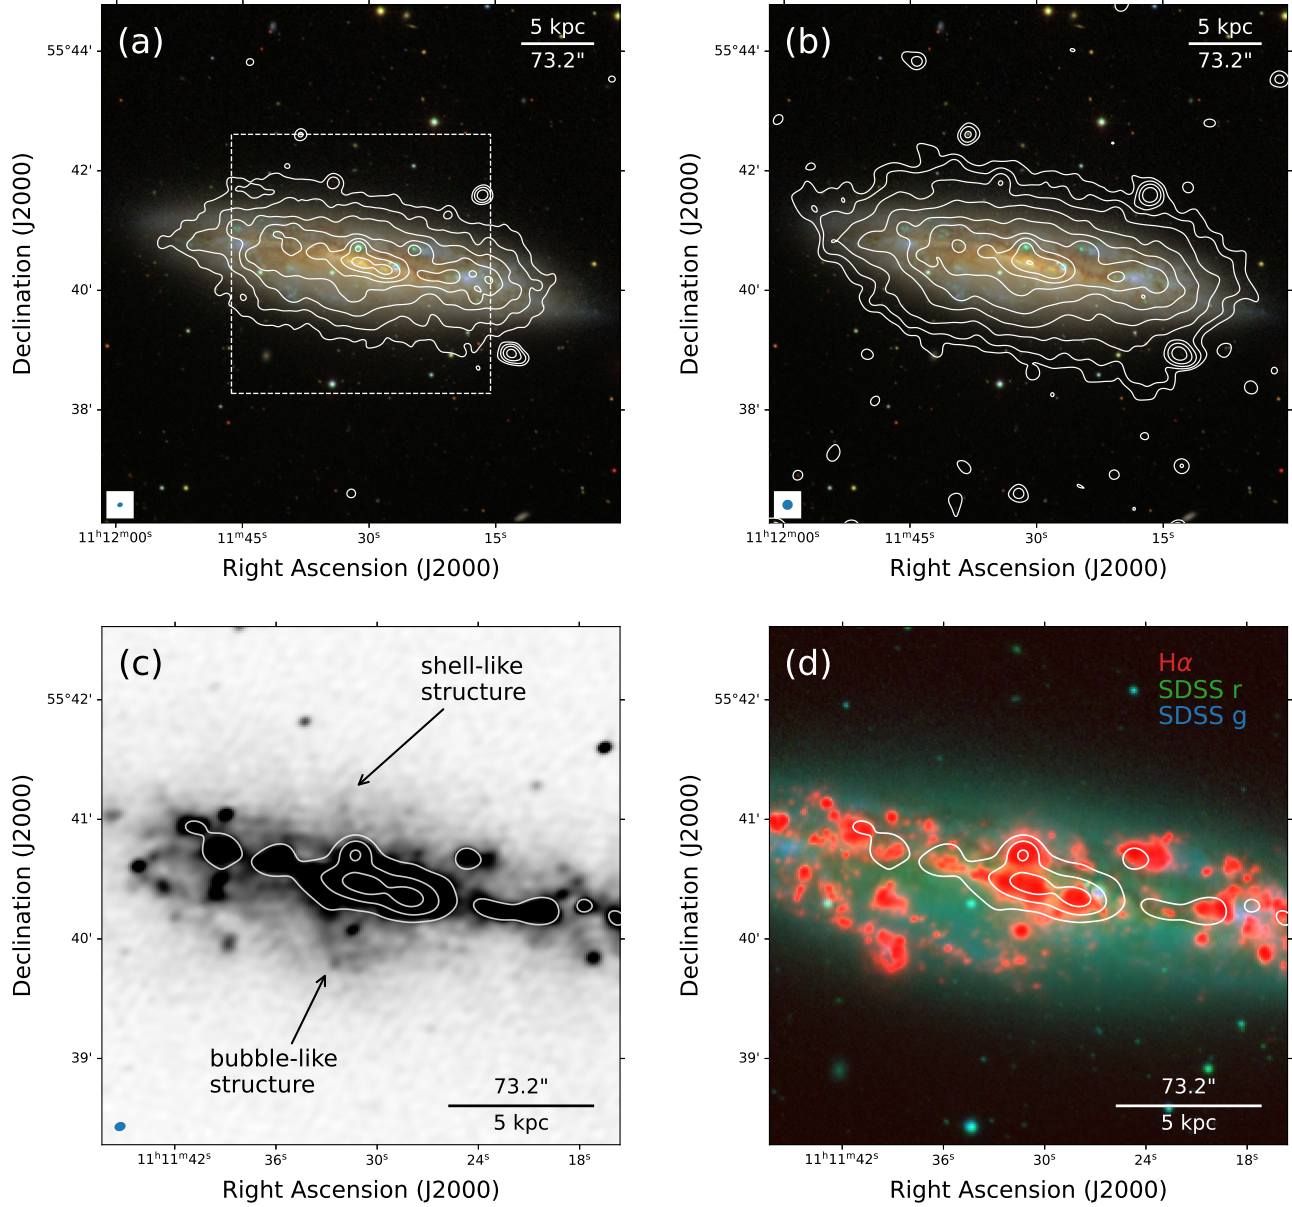 (a)
5 kpc
73.2"
55°44'
42'
40'
38'
Declination (J2000)
11ʰ12ᵐ00ˢ
11ʰ45ᵐ
30ˢ
15ˢ
Right Ascension (J2000)
(b)
5 kpc
73.2"
55°44'
42'
40'
38'
Declination (J2000)
11ʰ12ᵐ00ˢ
11ʰ45ᵐ
30ˢ
15ˢ
Right Ascension (J2000)
(c)
shell-like
structure
bubble-like
structure
73.2"
5 kpc
55°42'
41'
40'
39'
Declination (J2000)
11ʰ11ᵐ42ˢ
36ˢ
30ˢ
24ˢ
18ˢ
Right Ascension (J2000)
(d)
Hα
SDSS r
SDSS g
73.2"
5 kpc
55°42'
41'
40'
39'
Declination (J2000)
11ʰ11ᵐ42ˢ
36ˢ
30ˢ
24ˢ
18ˢ
Right Ascension (J2000)